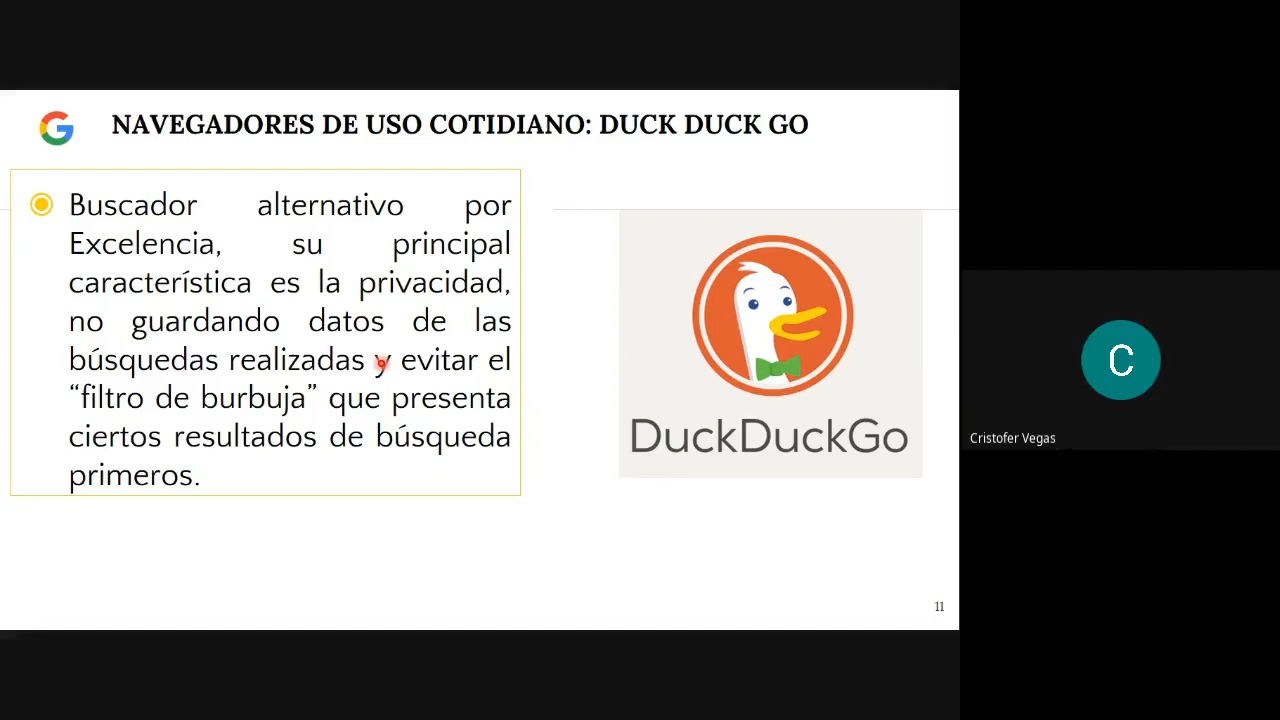 NAVEGADORES DE USO COTIDIANO: DUCK DUCK GO
Buscador alternativo por
Excelencia, su principal
característica es la privacidad,
no guardando datos de las
búsquedas realizadas y evitar el
“filtro de burbuja” que presenta
ciertos resultados de búsqueda
primeros.
DuckDuckGo
11
C
Cristofer Vegas